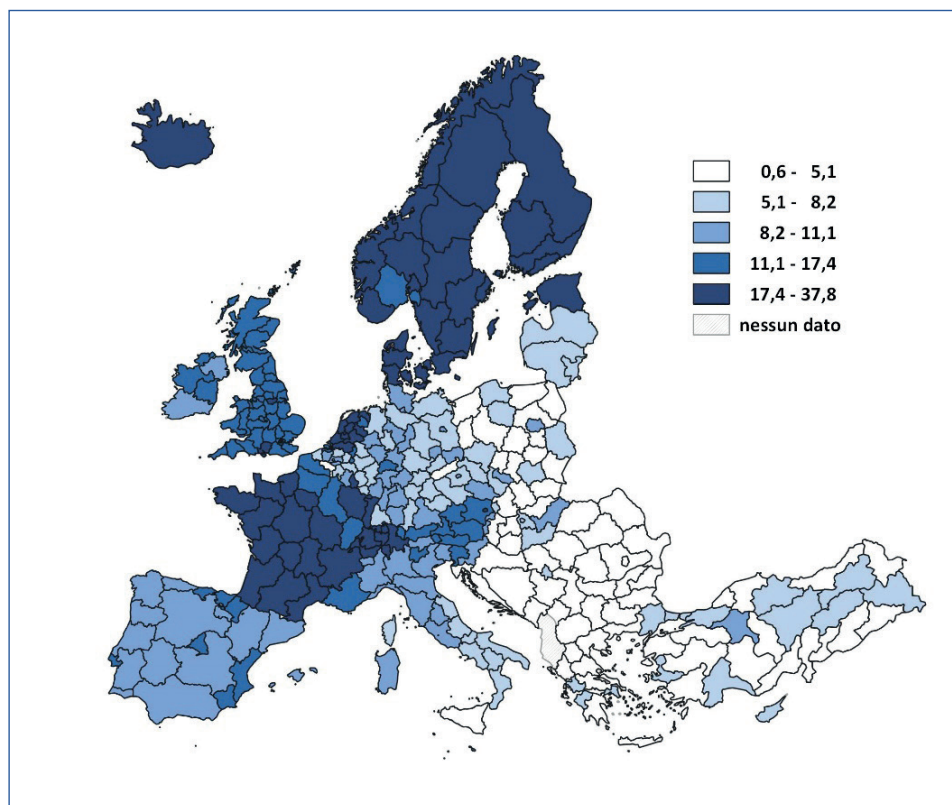 0,6 - 5,1
5,1 - 8,2
8,2 - 11,1
11,1 - 17,4
17,4 - 37,8
nessun dato